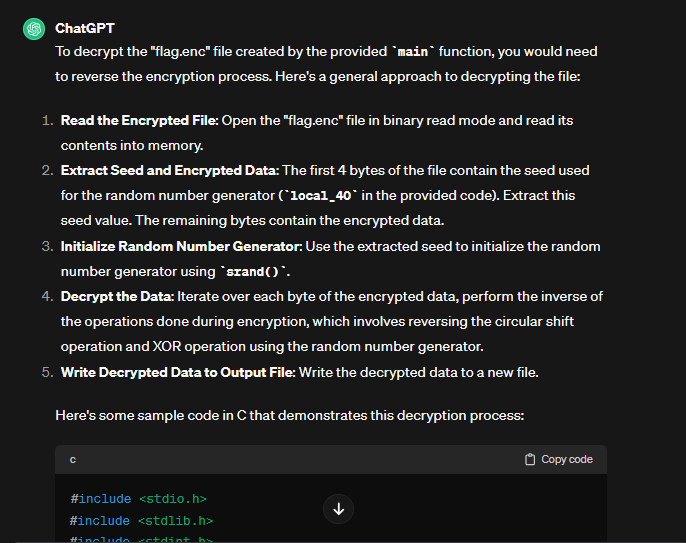 ChatGPT
To decrypt the "flag.enc" file created by the provided `main` function, you would need
to reverse the encryption process. Here's a general approach to decrypting the file:
1. Read the Encrypted File: Open the "flag.enc" file in binary read mode and read its
contents into memory.
2. Extract Seed and Encrypted Data: The first 4 bytes of the file contain the seed used
for the random number generator (`local_40` in the provided code). Extract this
seed value. The remaining bytes contain the encrypted data.
3. Initialize Random Number Generator: Use the extracted seed to initialize the random
number generator using `srand()`.
4. Decrypt the Data: Iterate over each byte of the encrypted data, perform the inverse of
the operations done during encryption, which involves reversing the circular shift
operation and XOR operation using the random number generator.
5. Write Decrypted Data to Output File: Write the decrypted data to a new file.
Here's some sample code in C that demonstrates this decryption process:
c Copy code
#include <stdio.h>
#include <stdlib.h>
#include <stdint.h>